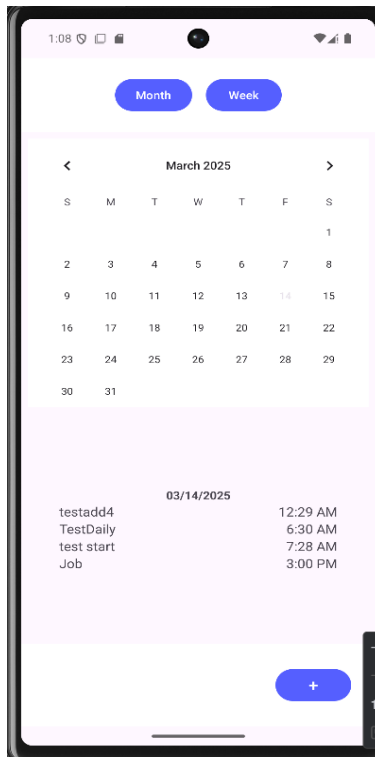 1:08
Month Week
March 2025
S M T W T F S
1
2 3 4 5 6 7 8
9 10 11 12 13 14 15
16 17 18 19 20 21 22
23 24 25 26 27 28 29
30 31
03/14/2025
testadd4 12:29 AM
TestDaily 6:30 AM
test start 7:28 AM
Job 3:00 PM
+